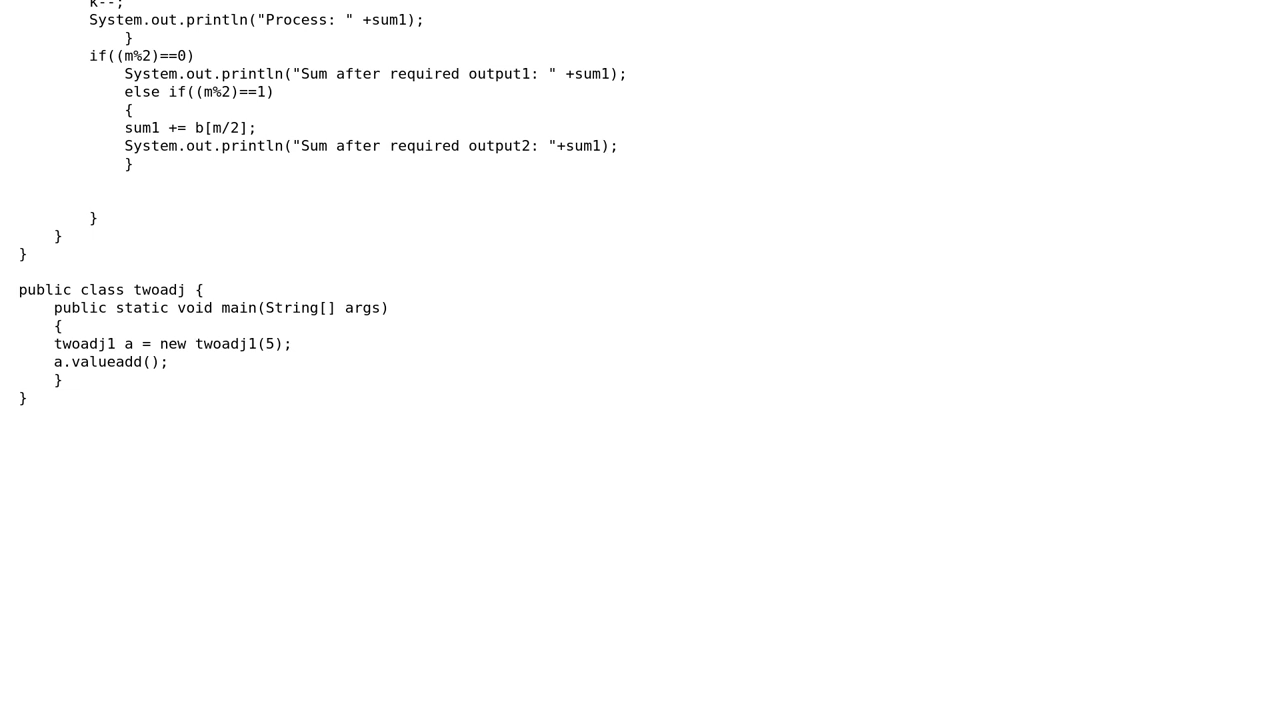 k--;
System.out.println("Process: " +sum1);
}
if((m%2)==0)
System.out.println("Sum after required output1: " +sum1);
else if((m%2)==1)
{
sum1 += b[m/2];
System.out.println("Sum after required output2: "+sum1);
}
}
}
}
public class twoadj {
public static void main(String[] args)
{
twoadj1 a = new twoadj1(5);
a.valueadd();
}
}